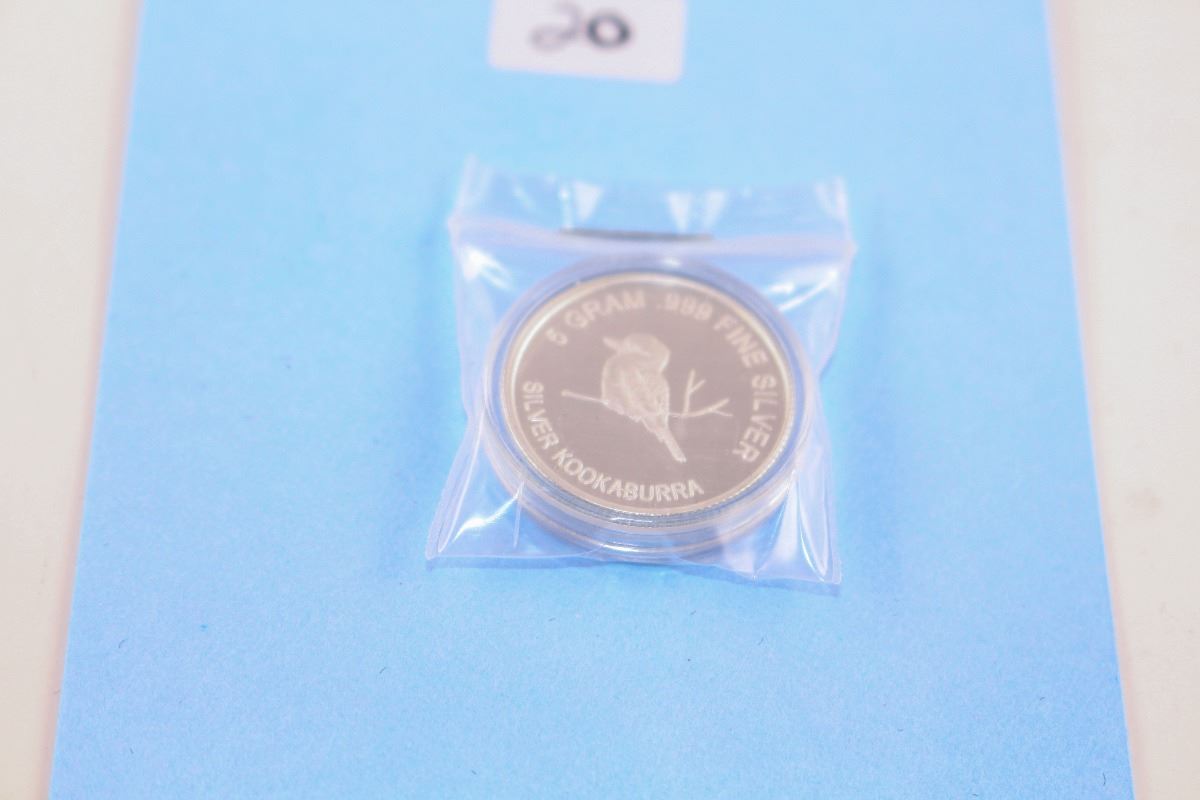 20
5 GRAM .999 FINE SILVER
SILVER KOOKABURRA